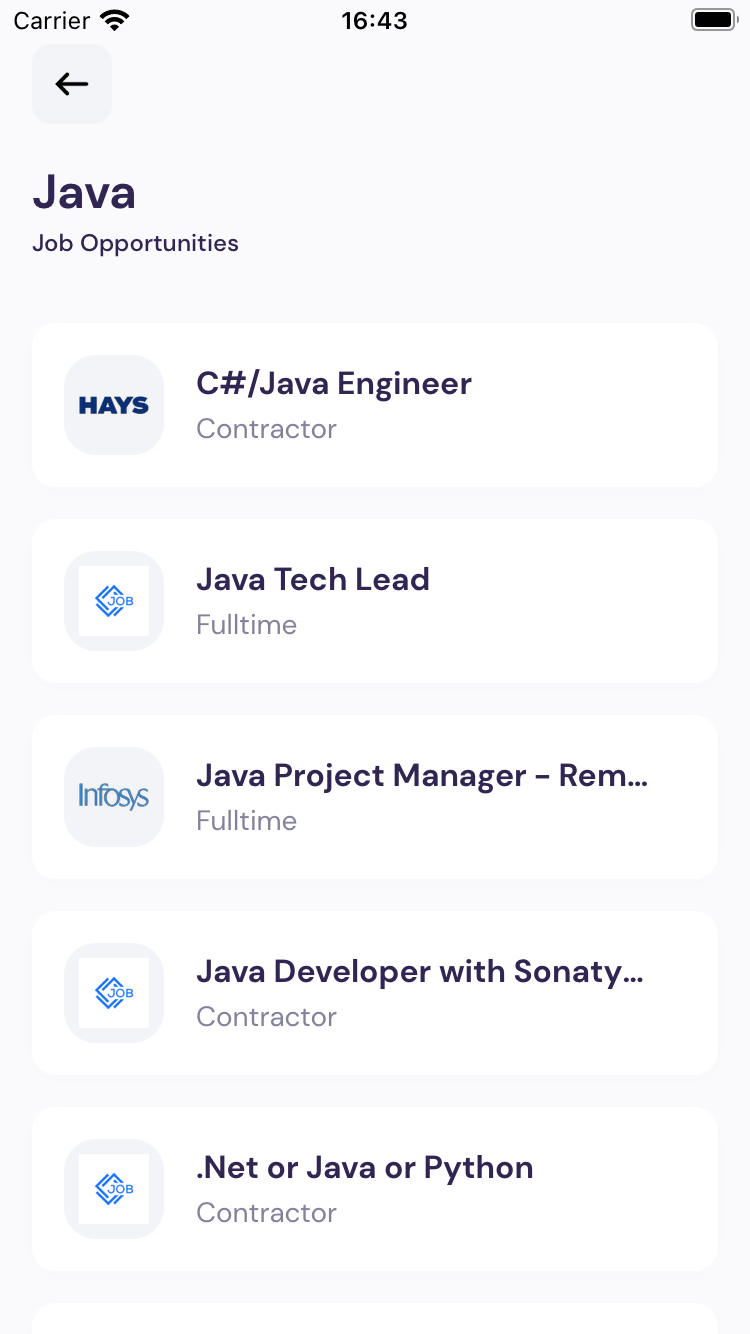 Carrier
16:43
Java
Job Opportunities
HAYS
C#/Java Engineer
Contractor
JOB
Java Tech Lead
Fulltime
Infosys
Java Project Manager - Rem...
Fulltime
JOB
Java Developer with Sonaty...
Contractor
JOB
.Net or Java or Python
Contractor